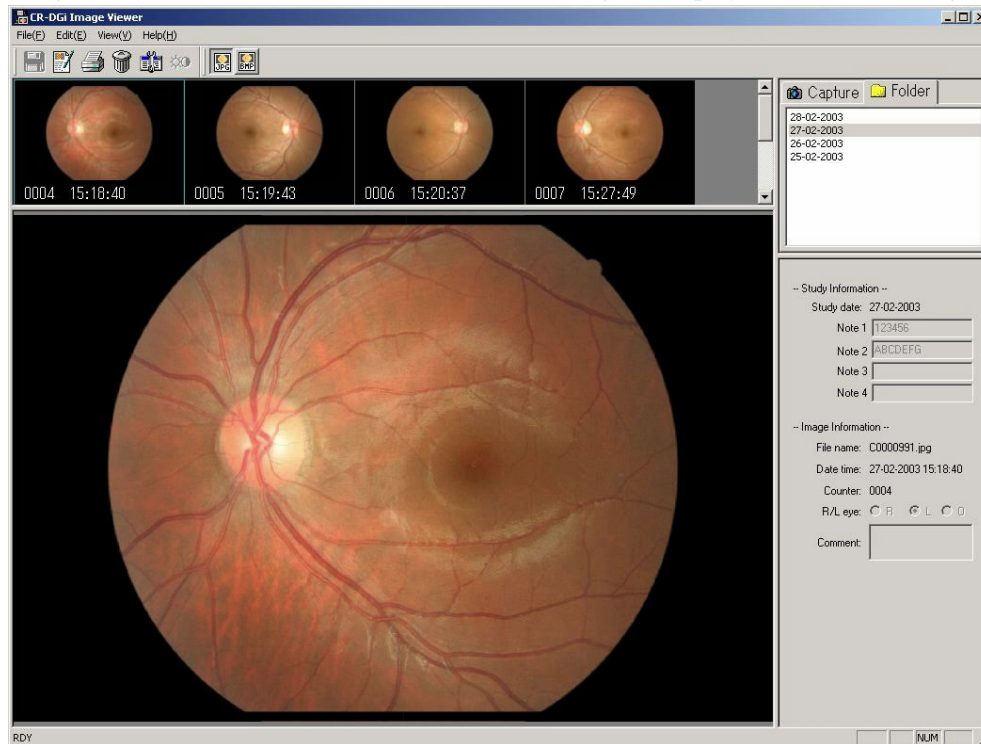 CR-DGi Image Viewer
File(F) Edit(E) View(V) Help(H)
JPG BMP
0004 15:18:40
0005 15:19:43
0006 15:20:37
0007 15:27:49
Capture Folder
28-02-2003
27-02-2003
26-02-2003
25-02-2003
-- Study Information --
Study date: 27-02-2003
Note 1 123456
Note 2 ABCDEFG
Note 3
Note 4
-- Image Information --
File name: C0000991.jpg
Date time: 27-02-2003 15:18:40
Counter: 0004
R/L eye: R L O
Comment:
RDY NUM